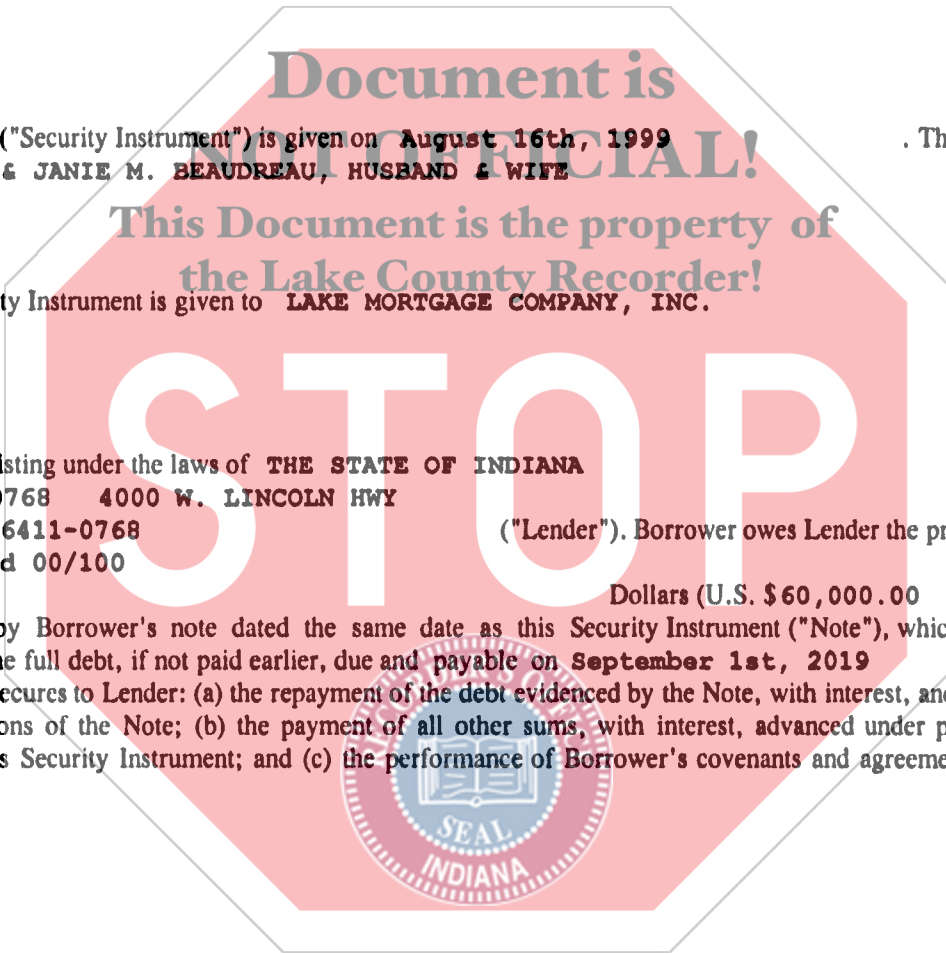 Document is
("Security Instrument") is given on August 16th, 1999 . Th
NOT OFFICIAL!
& JANIE M. BEAUDREAU, HUSBAND & WIFE
This Document is the property of
the Lake County Recorder!
ty Instrument is given to LAKE MORTGAGE COMPANY, INC.
STOP
isting under the laws of THE STATE OF INDIANA
0768 4000 W. LINCOLN HWY
6411-0768 ("Lender"). Borrower owes Lender the pr
d 00/100
Dollars (U.S. $60,000.00
by Borrower's note dated the same date as this Security Instrument ("Note"), whic
e full debt, if not paid earlier, due and payable on September 1st, 2019
ecures to Lender: (a) the repayment of the debt evidenced by the Note, with interest, and
ons of the Note; (b) the payment of all other sums, with interest, advanced under p
s Security Instrument; and (c) the performance of Borrower's covenants and agreeme
SEAL
INDIANA